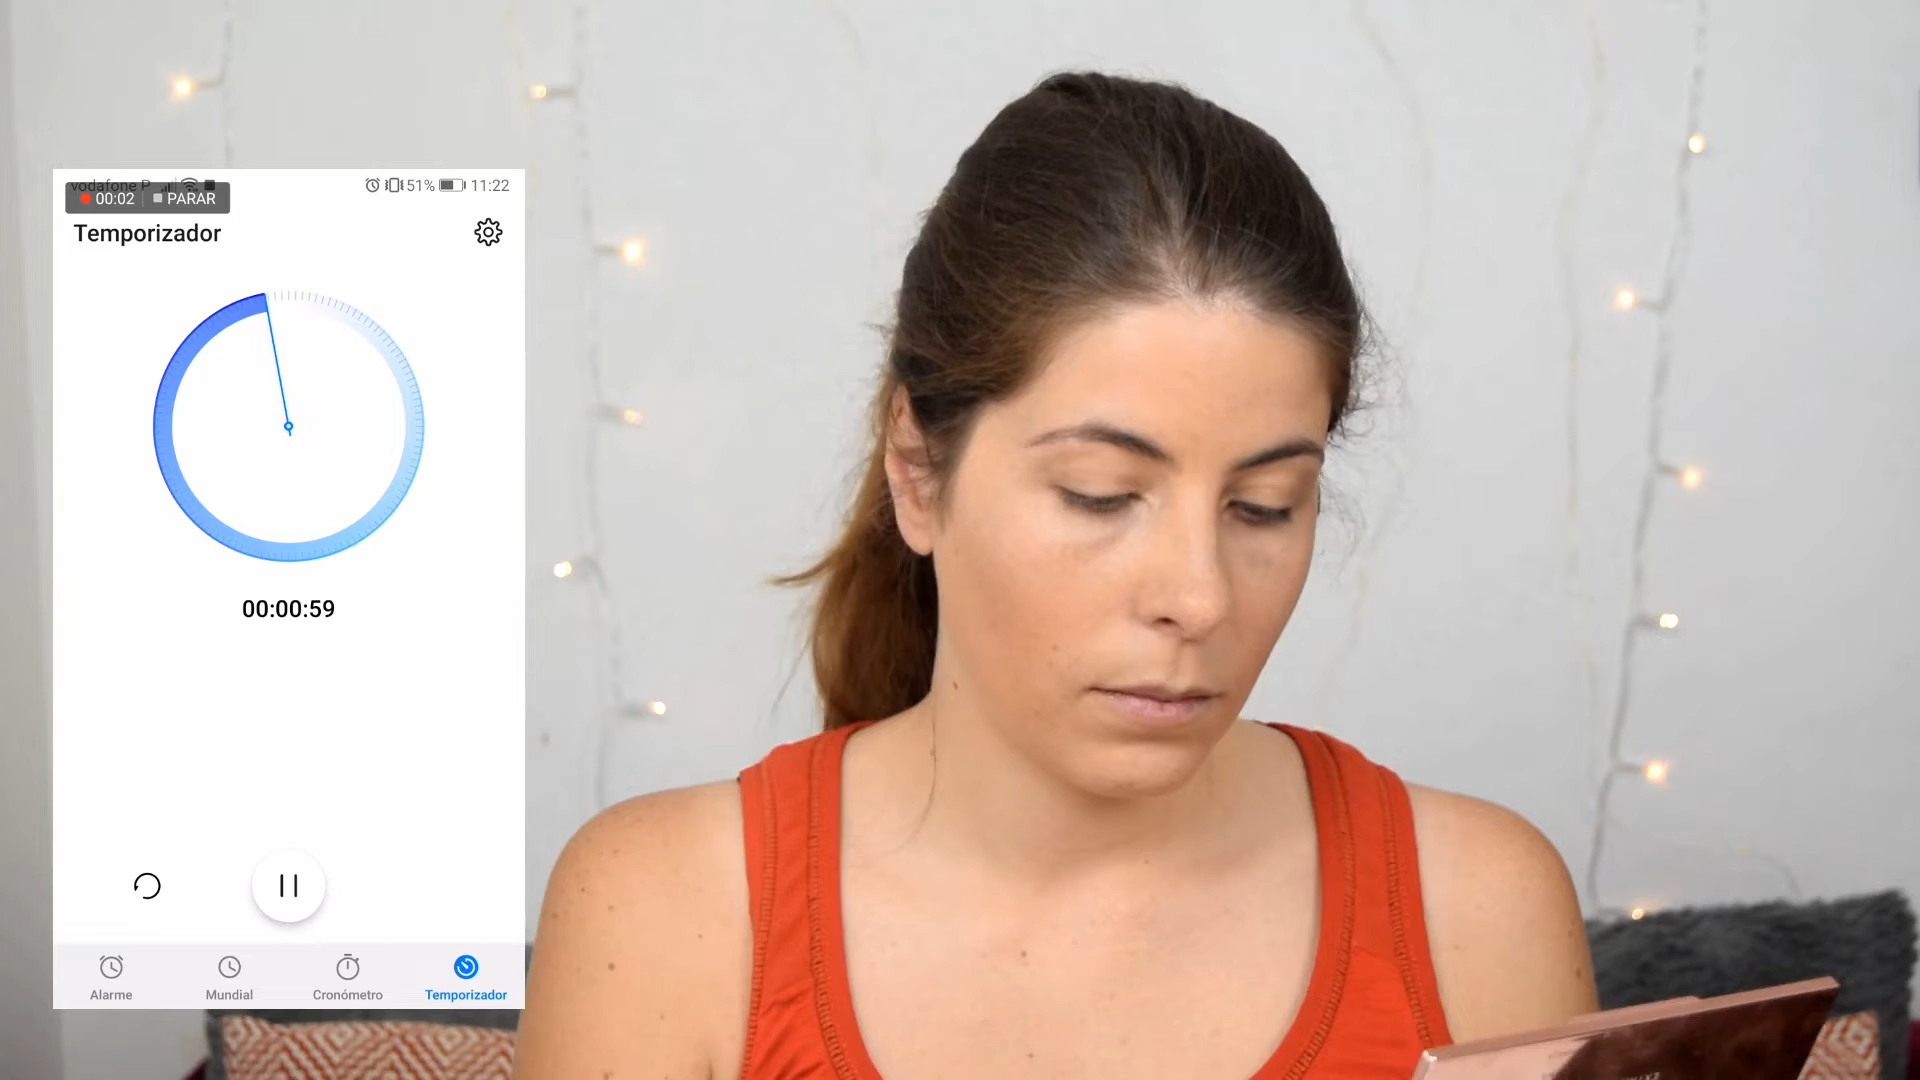 vodafone P 51% 11:22
00:02 PARAR
Temporizador
00:00:59
Alarme Mundial Cronómetro Temporizador